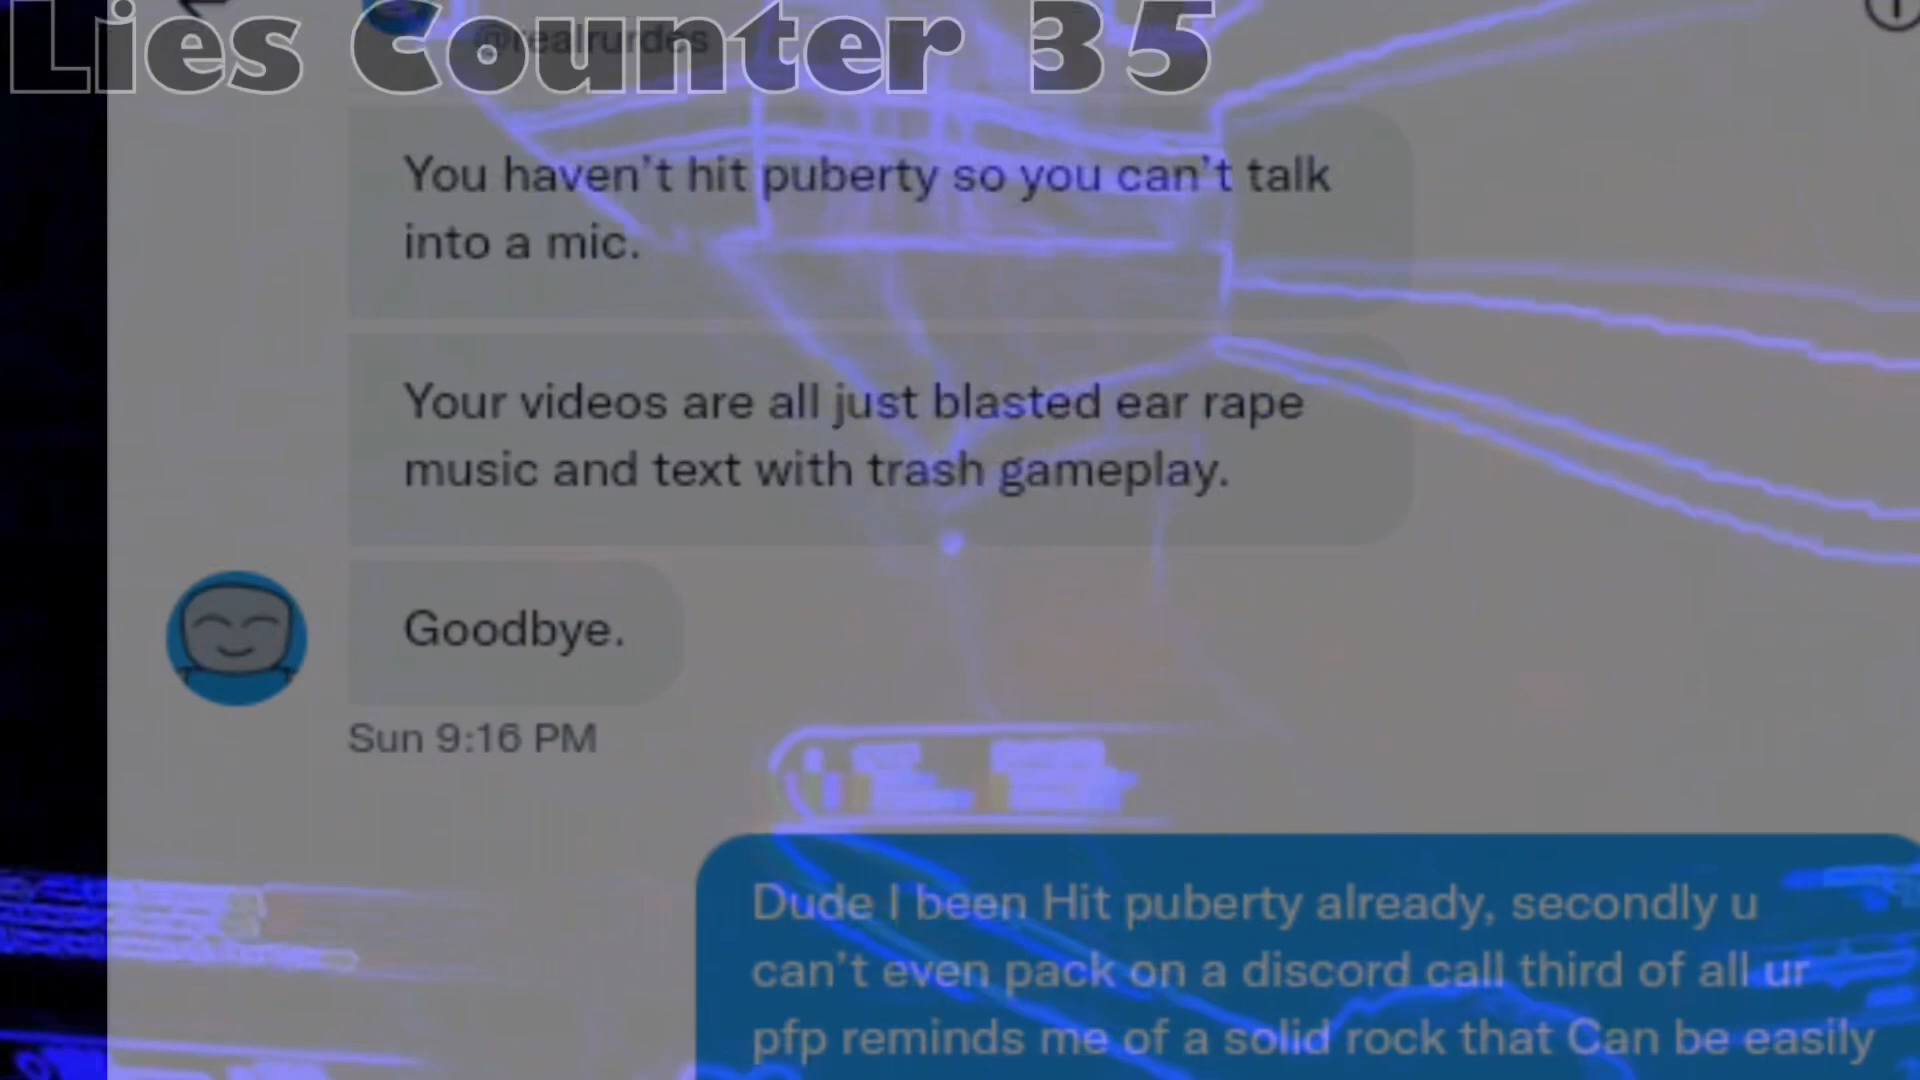 Lies Counter 35
@realrurdes
You haven't hit puberty so you can't talk
into a mic.
Your videos are all just blasted ear rape
music and text with trash gameplay.
Goodbye.
Sun 9:16 PM
Dude I been Hit puberty already, secondly u
can't even pack on a discord call third of all ur
pfp reminds me of a solid rock that Can be easily